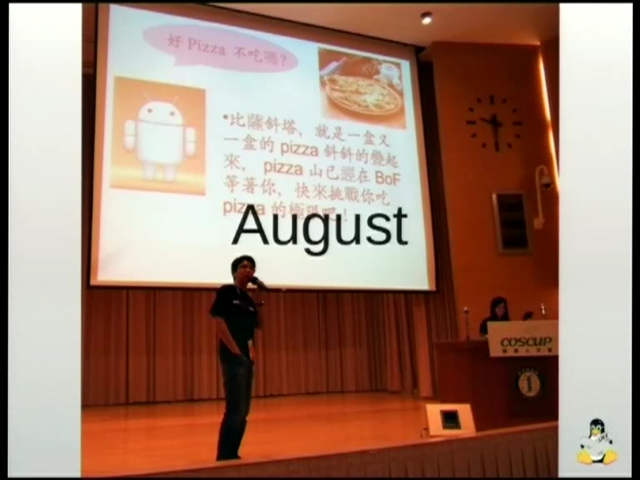 好 Pizza 不吃嗎？
•比薩斜塔，就是一盒又
一盒的 pizza 斜斜的疊起
來， pizza 山已經在 BoF
等著你，快來挑戰你吃
pizza 的極限吧！
August
COSCUP